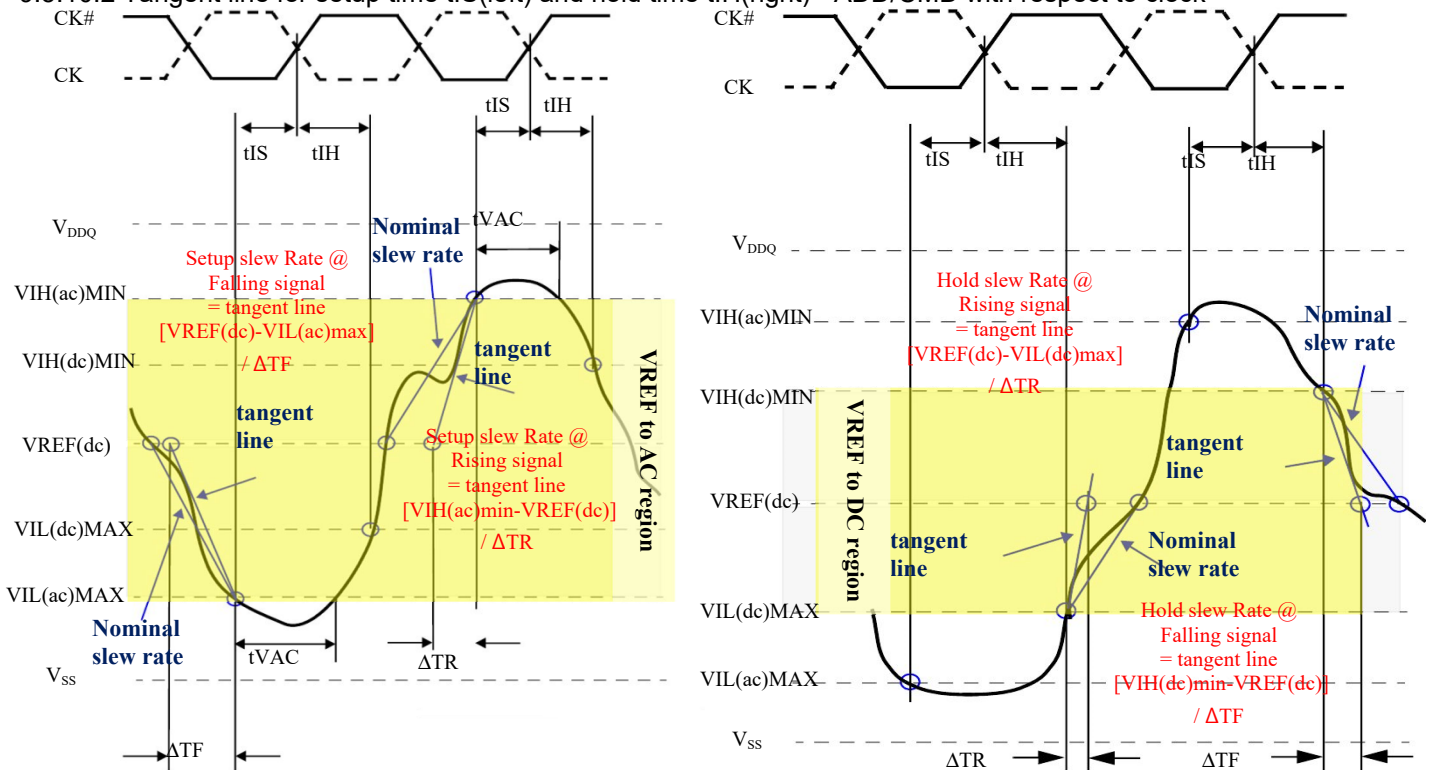 CK#
CK
tIS
tIH
tIS
tIH
VDDQ
tVAC
Nominal
slew rate
Setup slew Rate @
Falling signal
= tangent line
[VREF(dc)-VIL(ac)max]
/ ΔTF
VIH(ac)MIN
VIH(dc)MIN
tangent
line
tangent
line
VREF(dc)
Setup slew Rate @
Rising signal
= tangent line
[VIH(ac)min-VREF(dc)]
/ ΔTR
VREF to AC region
VIL(dc)MAX
VIL(ac)MAX
Nominal
slew rate
tVAC
ΔTR
VSS
ΔTF
CK#
CK
tIS
tIH
tIS
tIH
VDDQ
Hold slew Rate @
Rising signal
= tangent line
[VREF(dc)-VIL(dc)max]
/ ΔTR
VIH(ac)MIN
Nominal
slew rate
VIH(dc)MIN
VREF to DC region
tangent
line
VREF(dc)
tangent
line
Nominal
slew rate
VIL(dc)MAX
Hold slew Rate @
Falling signal
= tangent line
[VIH(dc)min-VREF(dc)]
/ ΔTF
VIL(ac)MAX
VSS
ΔTR
ΔTF